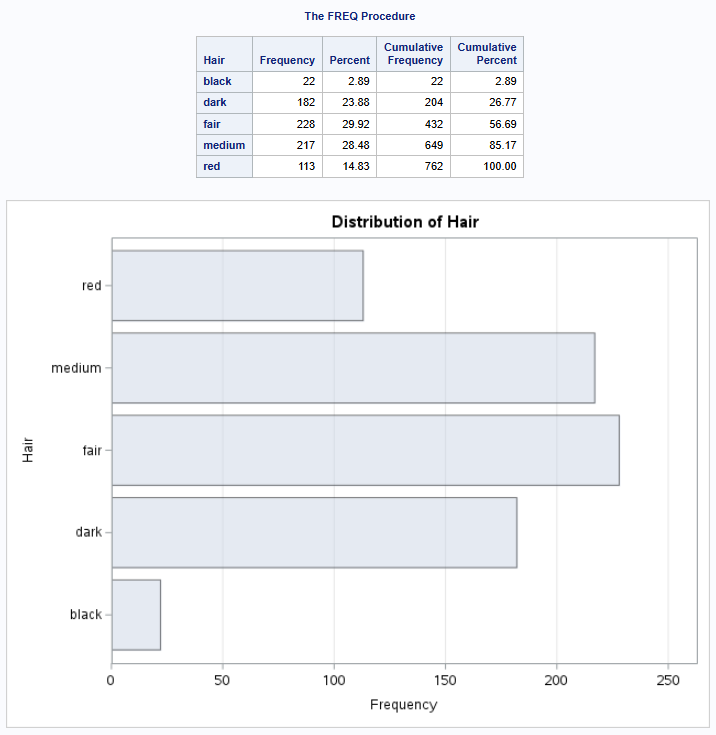 The FREQ Procedure
Hair Frequency Percent Cumulative Frequency Cumulative Percent
black 22 2.89 22 2.89
dark 182 23.88 204 26.77
fair 228 29.92 432 56.69
medium 217 28.48 649 85.17
red 113 14.83 762 100.00
Distribution of Hair
red
medium
fair
dark
black
Hair
0 50 100 150 200 250
Frequency